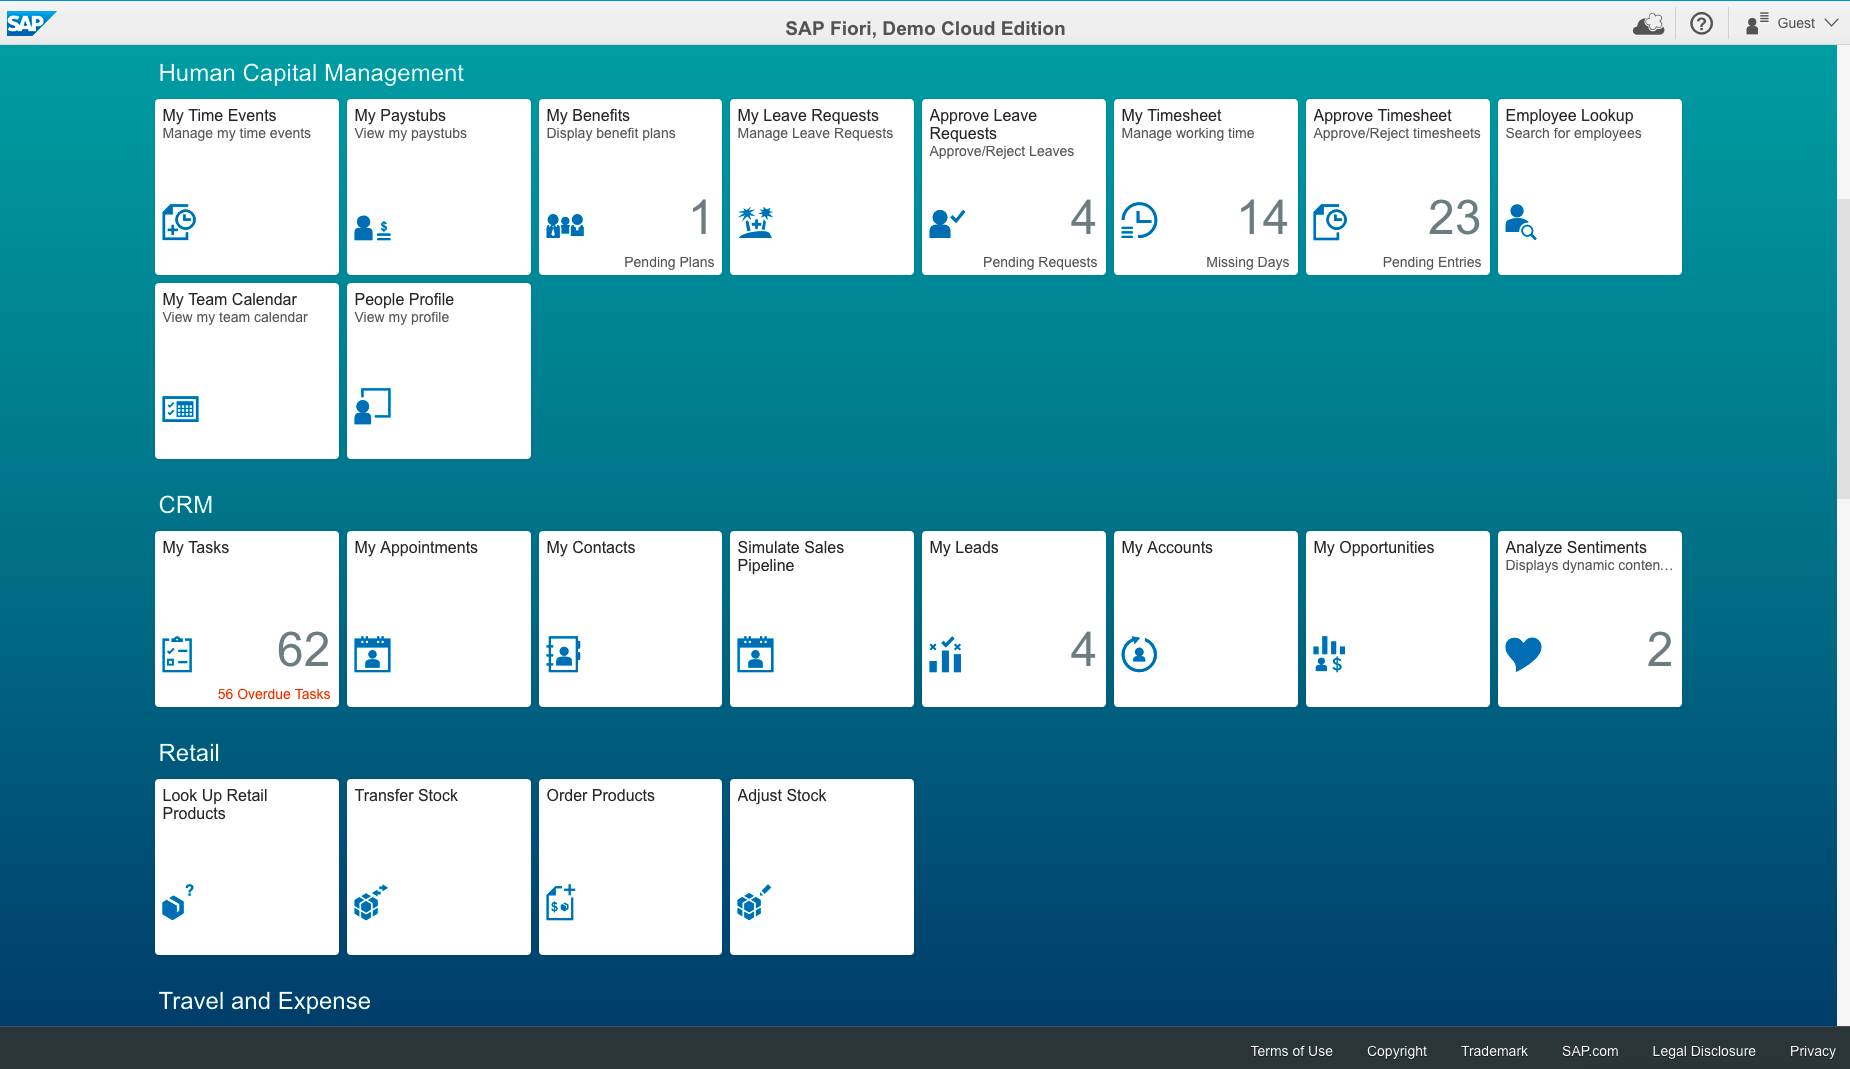 SAP
SAP Fiori, Demo Cloud Edition
Guest
Human Capital Management
My Time Events
Manage my time events
My Paystubs
View my paystubs
My Benefits
Display benefit plans
1
Pending Plans
My Leave Requests
Manage Leave Requests
Approve Leave
Requests
Approve/Reject Leaves
4
Pending Requests
My Timesheet
Manage working time
14
Missing Days
Approve Timesheet
Approve/Reject timesheets
23
Pending Entries
Employee Lookup
Search for employees
My Team Calendar
View my team calendar
People Profile
View my profile
CRM
My Tasks
62
56 Overdue Tasks
My Appointments
My Contacts
Simulate Sales
Pipeline
My Leads
4
My Accounts
My Opportunities
Analyze Sentiments
Displays dynamic conten...
2
Retail
Look Up Retail
Products
Transfer Stock
Order Products
Adjust Stock
Travel and Expense
Terms of Use
Copyright
Trademark
SAP.com
Legal Disclosure
Privacy